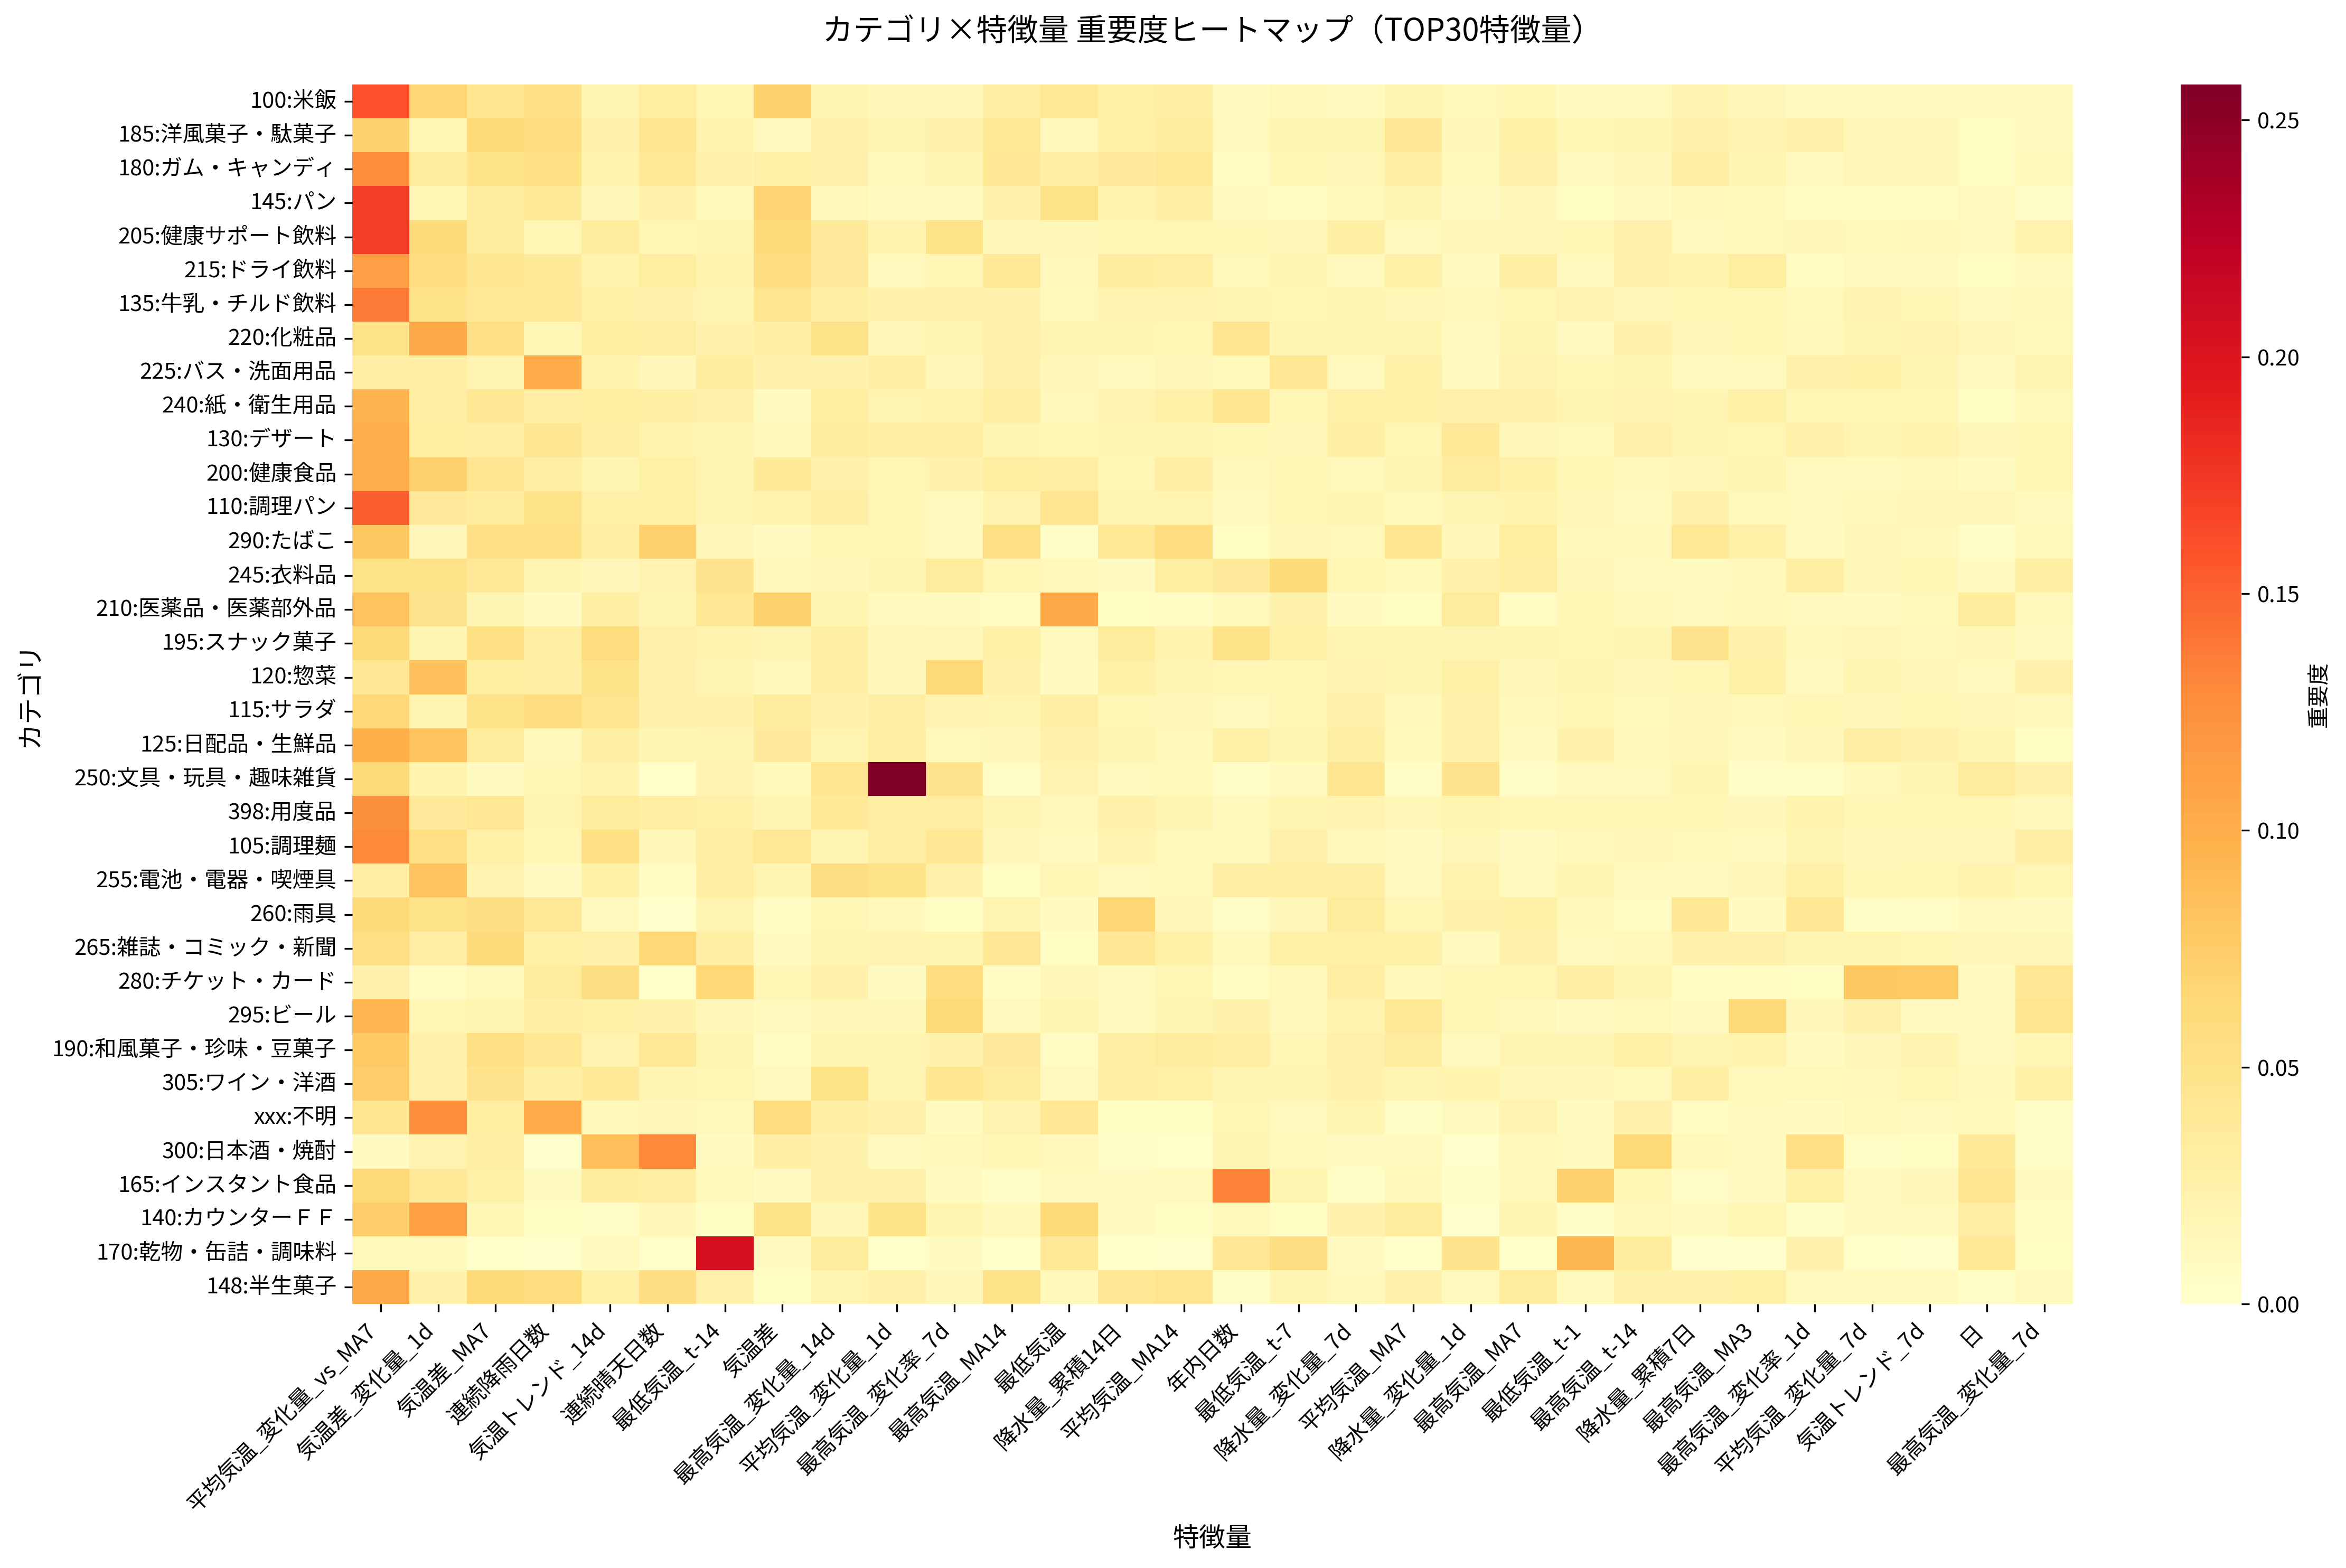 カテゴリ×特徴量 重要度ヒートマップ（TOP30特徴量）
カテゴリ
100:米飯
185:洋風菓子・駄菓子
180:ガム・キャンディ
145:パン
205:健康サポート飲料
215:ドライ飲料
135:牛乳・チルド飲料
220:化粧品
225:バス・洗面用品
240:紙・衛生用品
130:デザート
200:健康食品
110:調理パン
290:たばこ
245:衣料品
210:医薬品・医薬部外品
195:スナック菓子
120:惣菜
115:サラダ
125:日配品・生鮮品
250:文具・玩具・趣味雑貨
398:用度品
105:調理麺
255:電池・電器・喫煙具
260:雨具
265:雑誌・コミック・新聞
280:チケット・カード
295:ビール
190:和風菓子・珍味・豆菓子
305:ワイン・洋酒
xxx:不明
300:日本酒・焼酎
165:インスタント食品
140:カウンターＦＦ
170:乾物・缶詰・調味料
148:半生菓子
平均気温_変化量_vs_MA7
気温差_変化量_1d
気温差_MA7
連続降雨日数
気温トレンド_14d
連続晴天日数
最低気温_t-14
気温差
最高気温_変化量_14d
平均気温_変化量_1d
最高気温_変化率_7d
最高気温_MA14
最低気温
降水量_累積14日
平均気温_MA14
年内日数
最低気温_t-7
降水量_変化量_7d
平均気温_MA7
降水量_変化量_1d
最高気温_MA7
最低気温_t-1
最高気温_t-14
降水量_累積7日
最高気温_MA3
最高気温_変化率_1d
平均気温_変化量_7d
気温トレンド_7d
日
最高気温_変化量_7d
特徴量
0.25
0.20
0.15
0.10
0.05
0.00
重要度